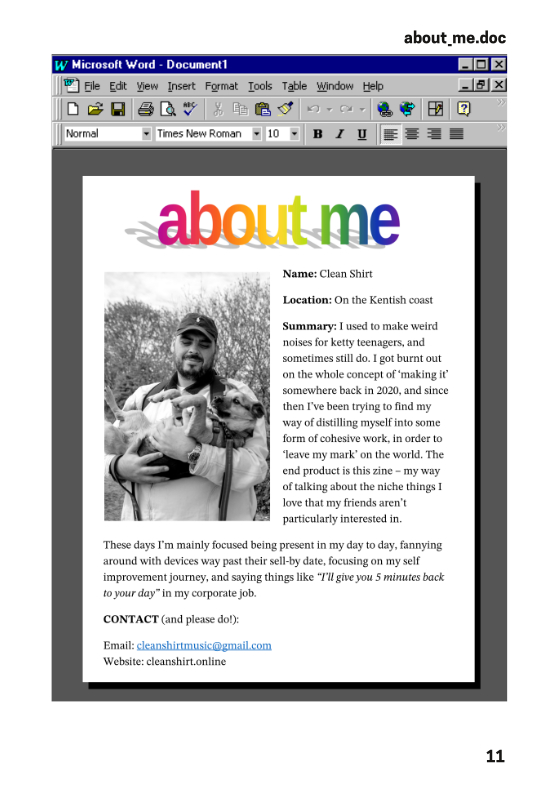 about_me.doc
Microsoft Word - Document1
File Edit View Insert Format Tools Table Window Help
ABC
Normal Times New Roman 10 B I U
about me
Name: Clean Shirt
Location: On the Kentish coast
Summary: I used to make weird
noises for ketty teenagers, and
sometimes still do. I got burnt out
on the whole concept of ‘making it’
somewhere back in 2020, and since
then I’ve been trying to find my
way of distilling myself into some
form of cohesive work, in order to
‘leave my mark’ on the world. The
end product is this zine – my way
of talking about the niche things I
love that my friends aren’t
particularly interested in.
These days I’m mainly focused being present in my day to day, fannying
around with devices way past their sell-by date, focusing on my self
improvement journey, and saying things like “I’ll give you 5 minutes back
to your day” in my corporate job.
CONTACT (and please do!):
Email: cleanshirtmusic@gmail.com
Website: cleanshirt.online
11